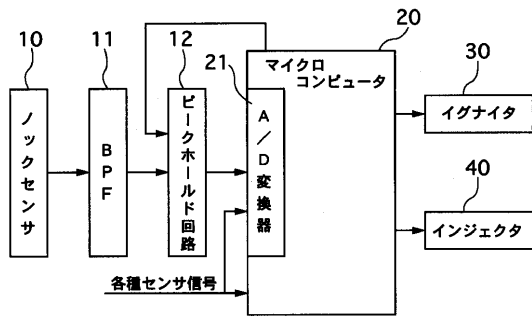 10
11
12
20
21
30
40
ノックセンサ
BPF
ピークホールド回路
A/D変換器
マイクロ
コンピュータ
イグナイタ
インジェクタ
各種センサ信号